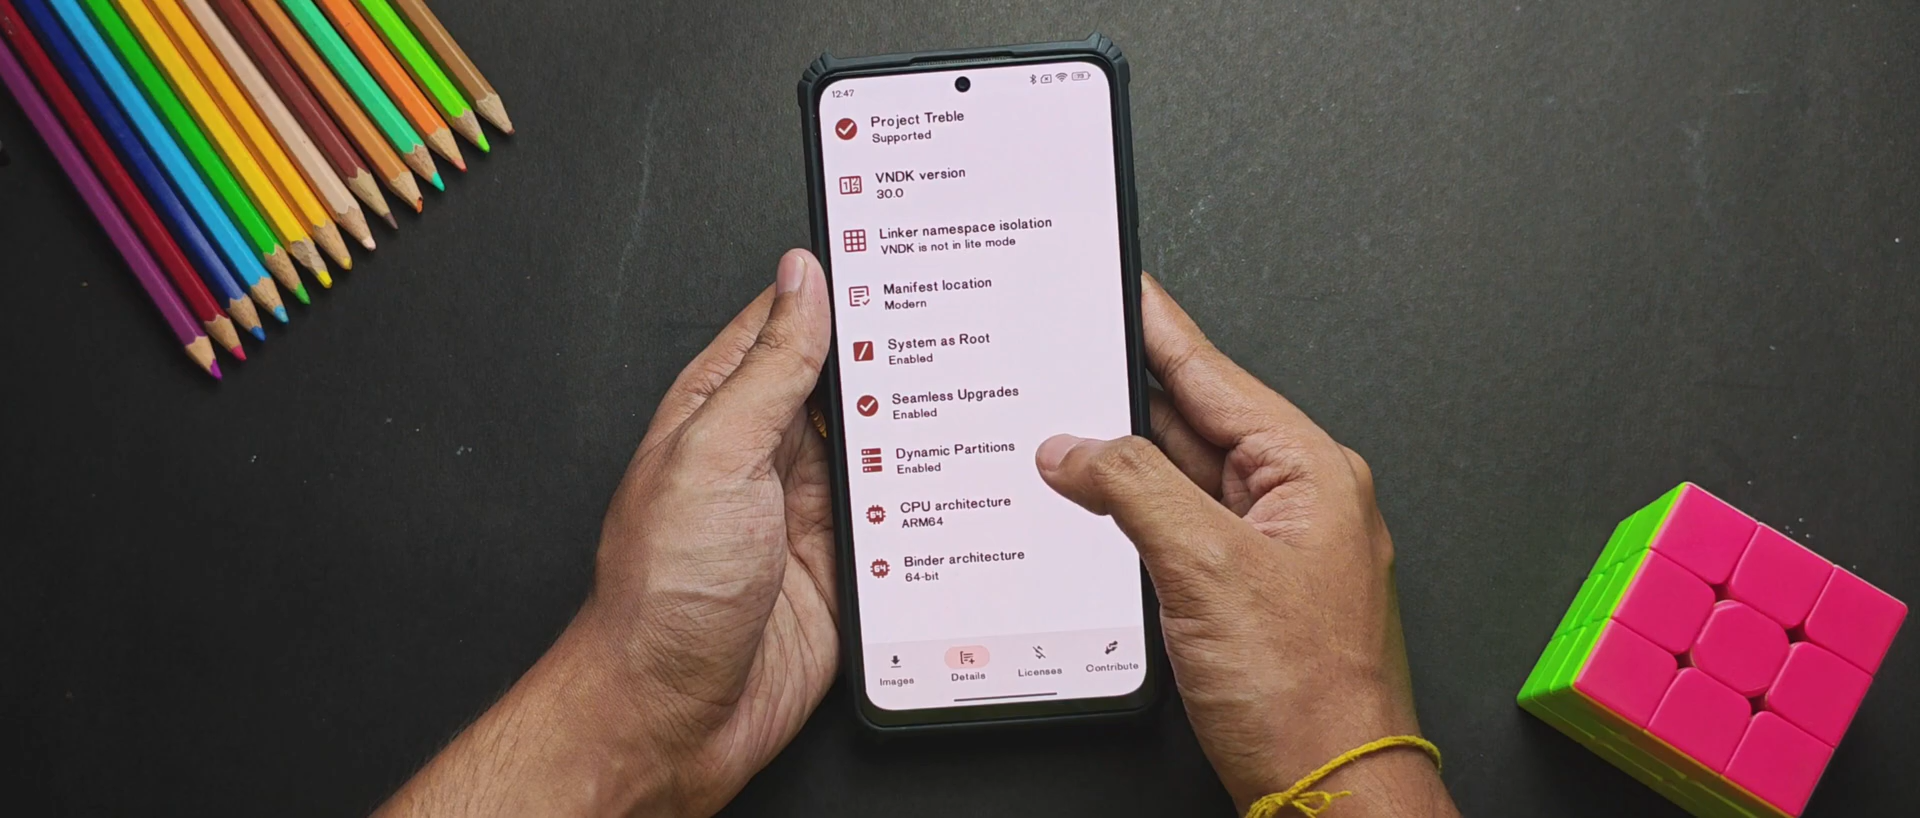 12:47
Project Treble
Supported
VNDK version
30.0
Linker namespace isolation
VNDK is not in lite mode
Manifest location
Modern
System as Root
Enabled
Seamless Upgrades
Enabled
Dynamic Partitions
Enabled
CPU architecture
ARM64
Binder architecture
64-bit
Images
Details
Licenses
Contribute